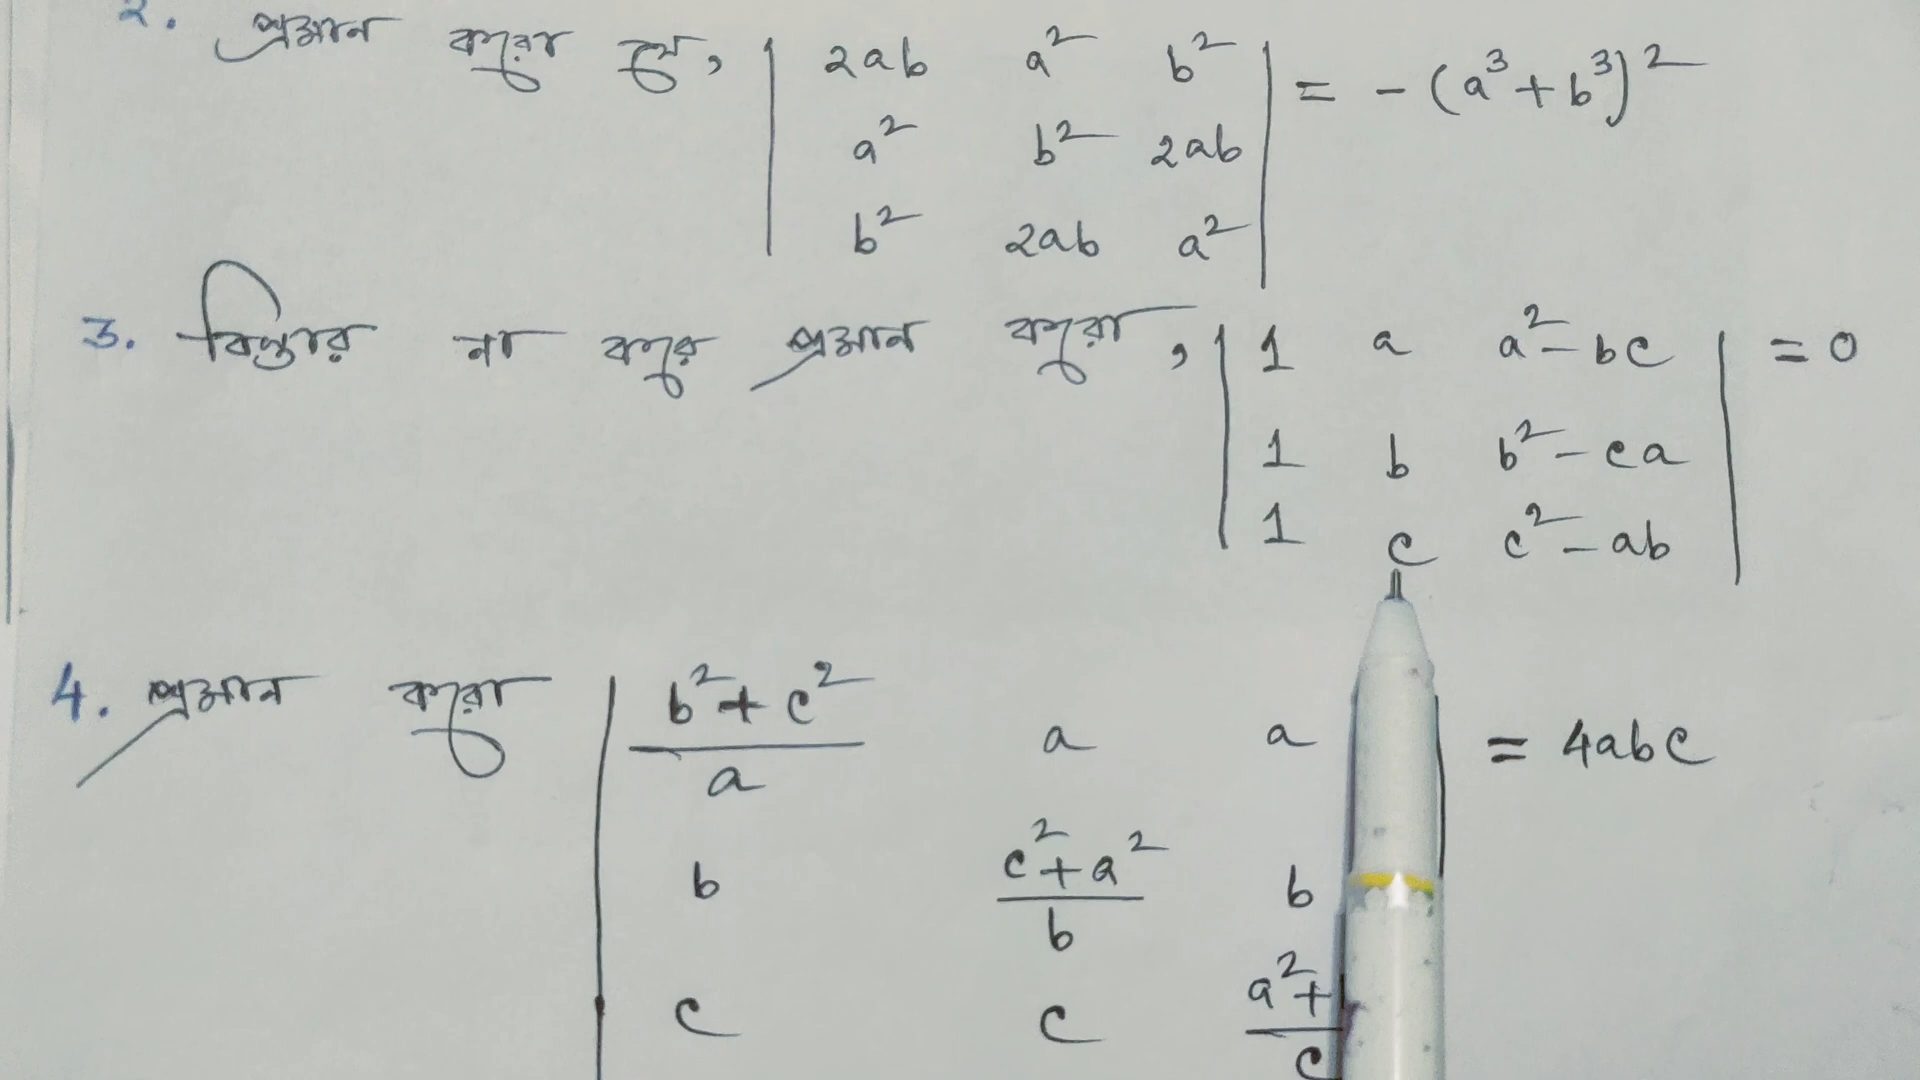 2. প্রমান করো যে, | 2ab a² b² | = - (a³ + b³)²
a² b² 2ab
b² 2ab a²
3. বিস্তার না করে প্রমান করো, | 1 a a² - bc | = 0
1 b b² - ca
1 c c² - ab
4. প্রমান করো | b² + c² / a a a | = 4abc
b c² + a² / b b
c c a² + / c